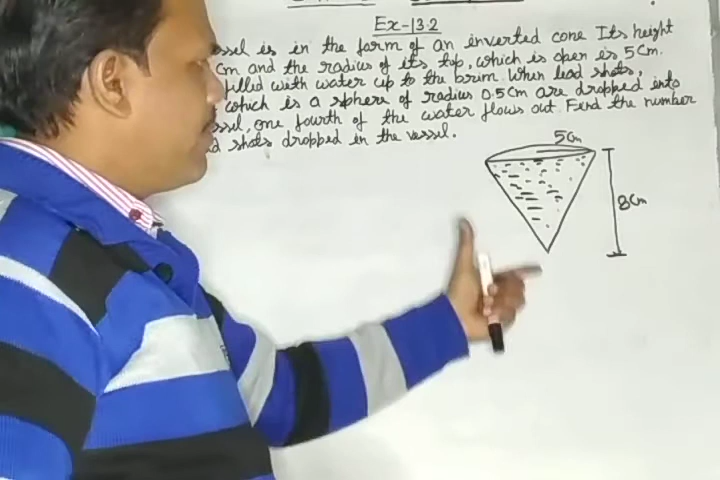 Ex-13.2
is in the form of an inverted cone Its height
cm and the radius of its top, which is open is 5cm.
filled with water up to the brim. When lead shots,
which is a sphere of radius 0.5cm are dropped into
one fourth of the water flows out. Find the number
shots dropped in the vessel.
5cm
8cm